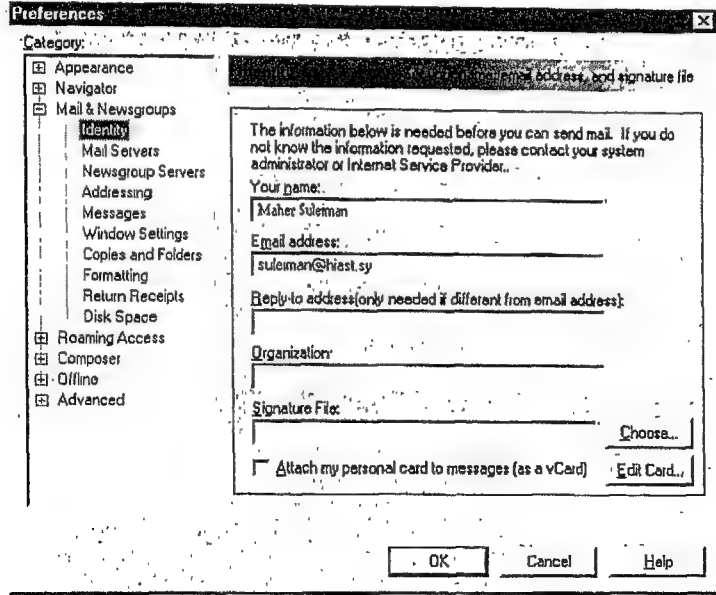 Preferences
Category:
Appearance
Navigator
Mail & Newsgroups
Identity
Mail Servers
Newsgroup Servers
Addressing
Messages
Window Settings
Copies and Folders
Formatting
Return Receipts
Disk Space
Roaming Access
Composer
Offline
Advanced
name, email address, and signature file
The information below is needed before you can send mail. If you do
not know the information requested, please contact your system
administrator or Internet Service Provider..
Your name:
Maher Suleiman
Email address:
suleiman@hiast.sy
Reply-to address(only needed if different from email address):
Organization:
Signature File:
Choose...
Attach my personal card to messages (as a vCard)
Edit Card...
OK
Cancel
Help